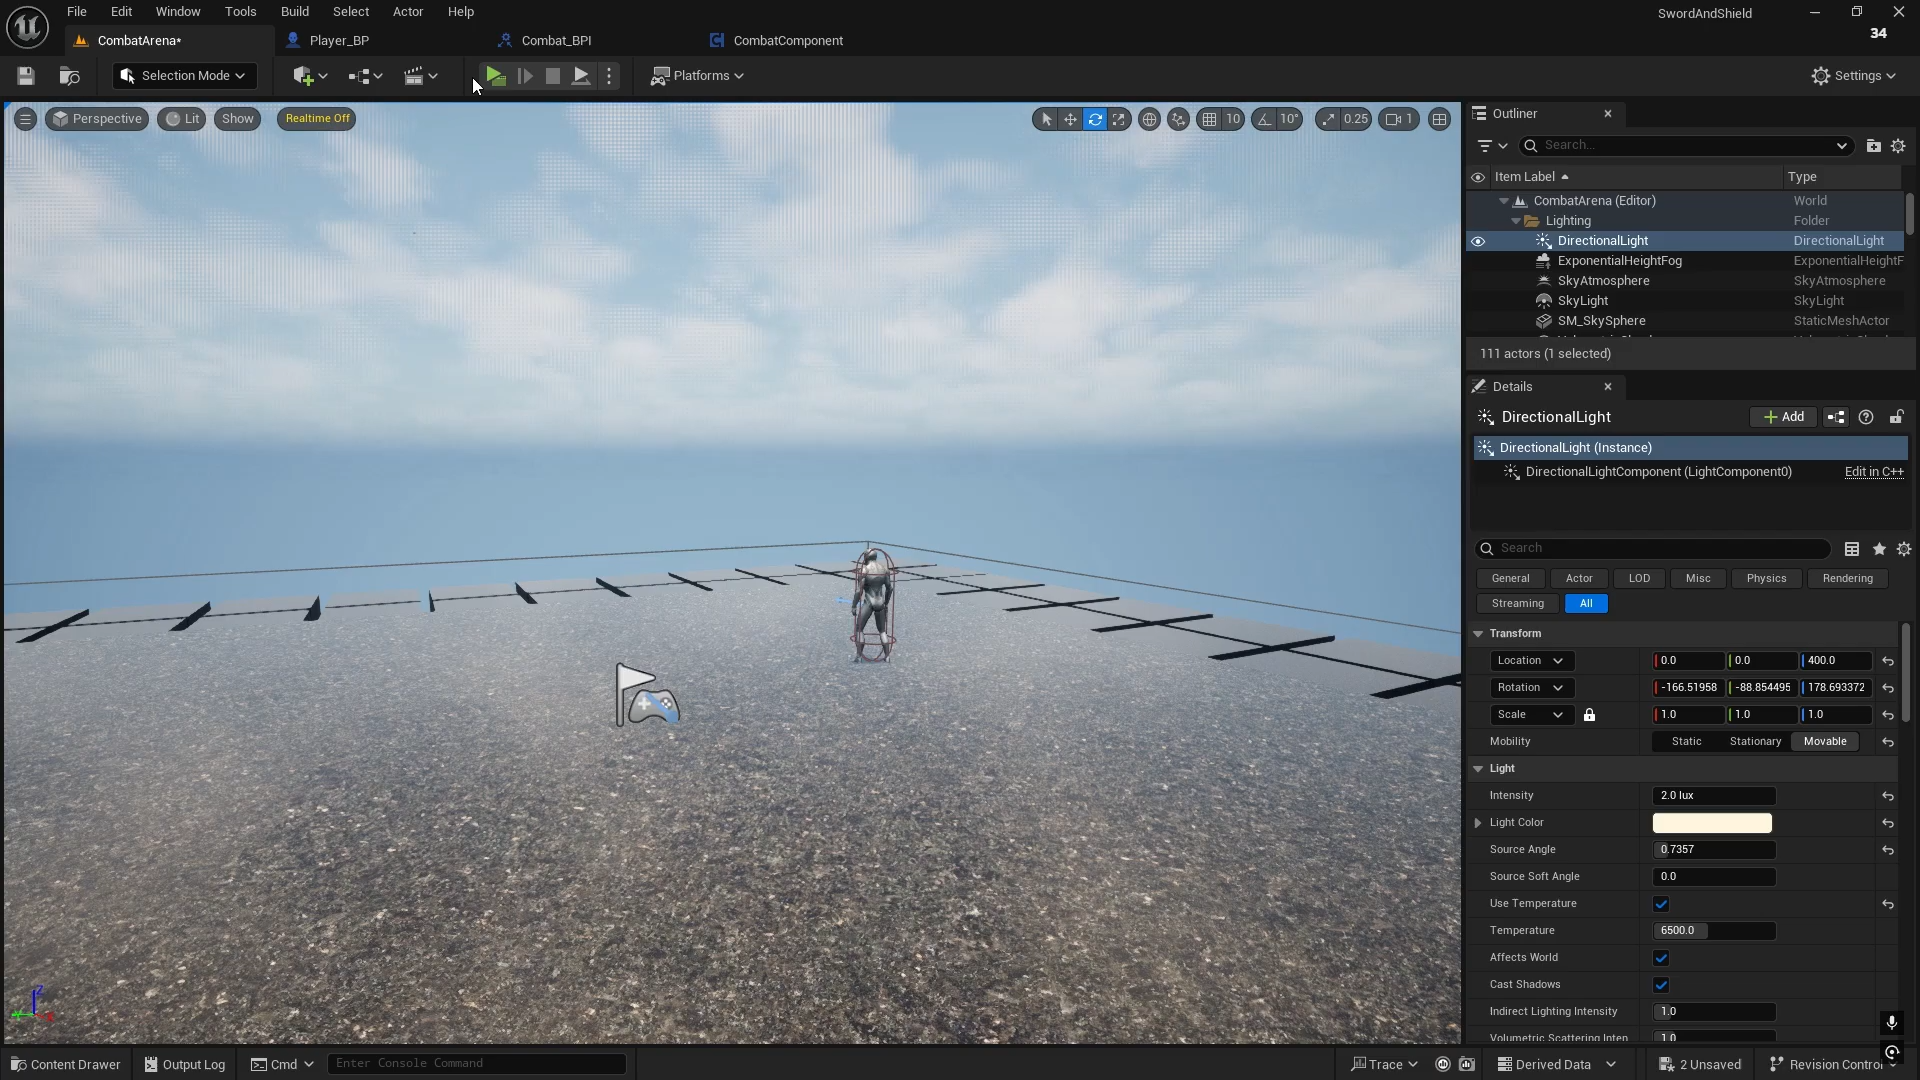 File Edit Window Tools Build Select Actor Help
SwordAndShield
CombatArena* Player_BP Combat_BPI CombatComponent
34
Selection Mode Platforms Settings
Perspective Lit Show Realtime Off 10 10° 0.25 1
Outliner
Search...
Item Label Type
CombatArena (Editor) World
Lighting Folder
DirectionalLight DirectionalLight
ExponentialHeightFog ExponentialHeightF
SkyAtmosphere SkyAtmosphere
SkyLight SkyLight
SM_SkySphere StaticMeshActor
111 actors (1 selected)
Details
DirectionalLight Add
DirectionalLight (Instance)
DirectionalLightComponent (LightComponent0) Edit in C++
Search
General Actor LOD Misc Physics Rendering
Streaming All
Transform
Location 0.0 0.0 400.0
Rotation -166.51958 -88.854495 178.693372
Scale 1.0 1.0 1.0
Mobility Static Stationary Movable
Light
Intensity 2.0 lux
Light Color
Source Angle 0.7357
Source Soft Angle 0.0
Use Temperature
Temperature 6500.0
Affects World
Cast Shadows
Indirect Lighting Intensity 1.0
Volumetric Scattering Inten 1.0
Content Drawer Output Log Cmd Enter Console Command Trace Derived Data 2 Unsaved Revision Control